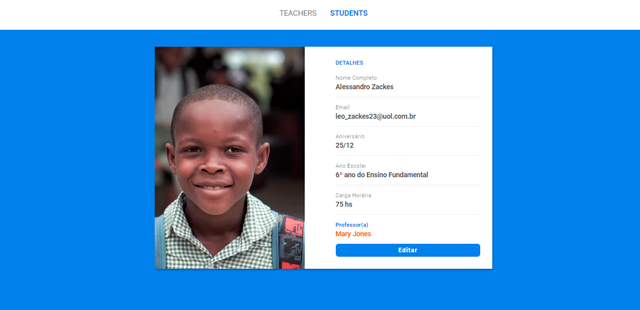 TEACHERS STUDENTS
DETALHES
Nome Completo
Alessandro Zackes
Email
leo_zackes23@uol.com.br
Aniversário
25/12
Ano Escolar
6º ano do Ensino Fundamental
Carga Horária
75 hs
Professor(a)
Mary Jones
Editar